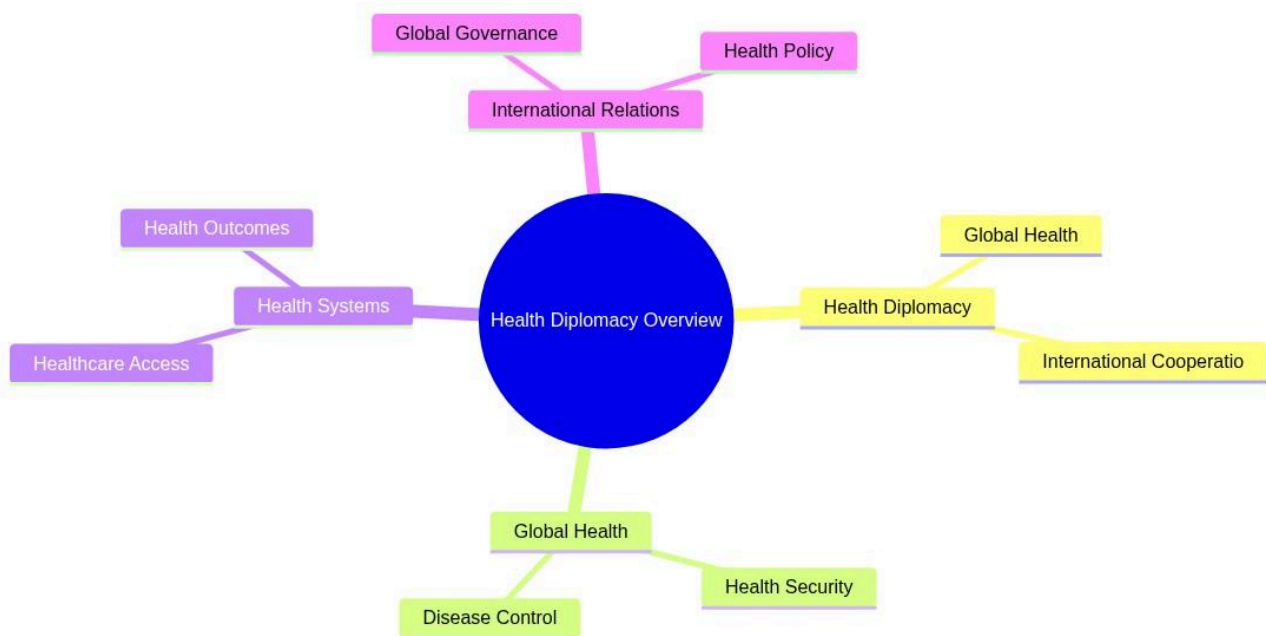 Global Governance
Health Policy
International Relations
Health Outcomes
Global Health
Health Systems
Health Diplomacy
Health Diplomacy Overview
Healthcare Access
International Cooperatio
Global Health
Health Security
Disease Control